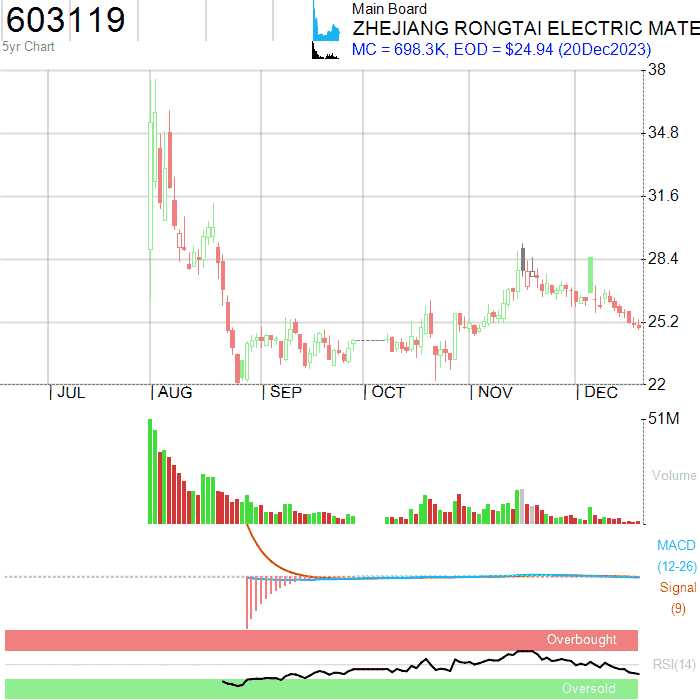 603119
5yr Chart
Main Board
ZHEJIANG RONGTAI ELECTRIC MATE
MC = 698.3K, EOD = $24.94 (20Dec2023)
38
34.8
31.6
28.4
25.2
22
JUL AUG SEP OCT NOV DEC
51M
Volume
MACD
(12-26)
Signal
(9)
Overbought
RSI(14)
Oversold